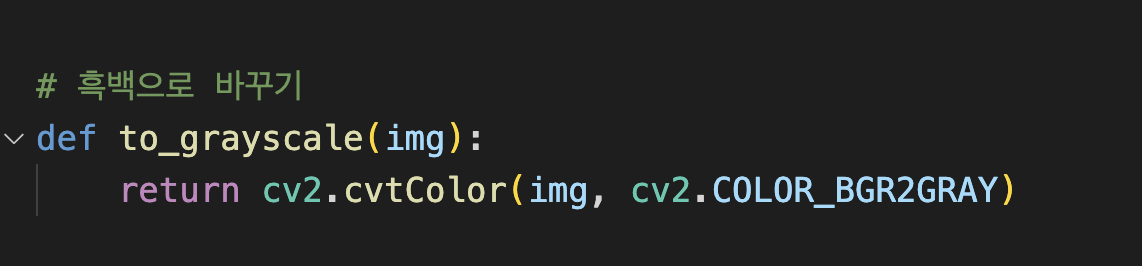 # 흑백으로 바꾸기
def to_grayscale(img):
    return cv2.cvtColor(img, cv2.COLOR_BGR2GRAY)